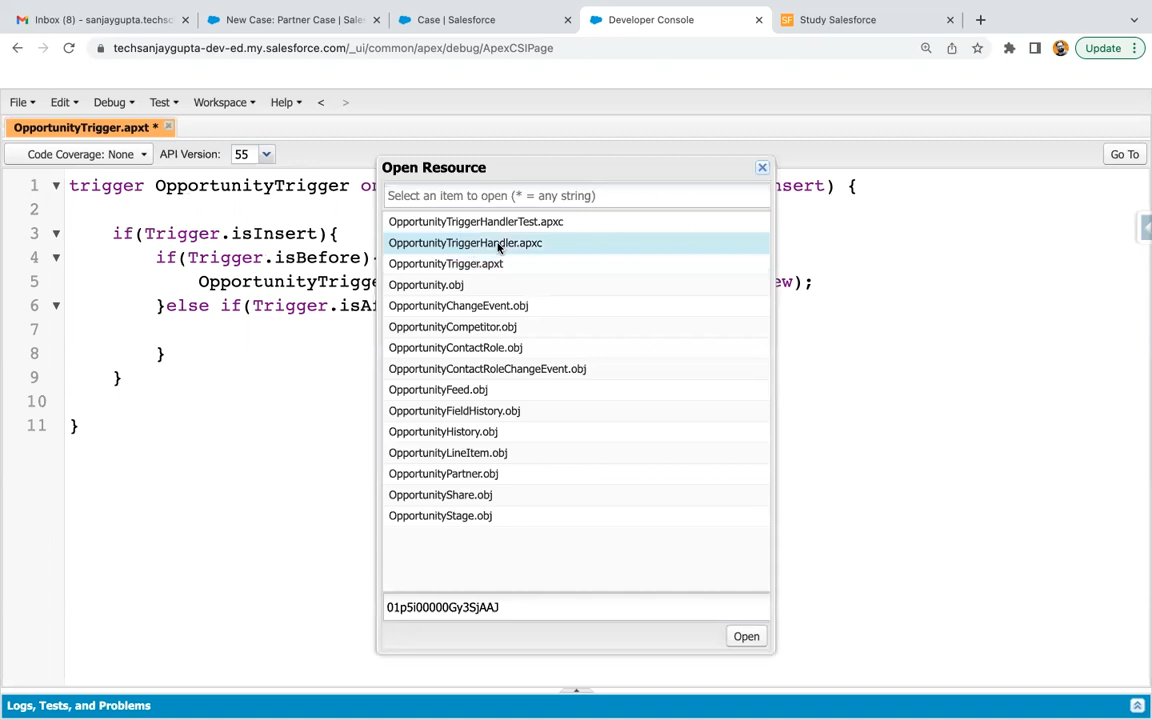 Inbox (3) - sanjaygupta.techsc
New Case: Partner Case | Sales
Case | Salesforce
Developer Console
SF Study Salesforce
techsanjaygupta-dev-ed.my.salesforce.com/_ui/common/apex/debug/ApexCSIPage
Update
File Edit Debug Test Workspace Help < >
OpportunityTrigger.apxt *
Code Coverage: None API Version: 55 Go To
Open Resource
Select an item to open (* = any string)
OpportunityTriggerHandlerTest.apxc
OpportunityTriggerHandler.apxc
OpportunityTrigger.apxt
Opportunity.obj
OpportunityChangeEvent.obj
OpportunityCompetitor.obj
OpportunityContactRole.obj
OpportunityContactRoleChangeEvent.obj
OpportunityFeed.obj
OpportunityFieldHistory.obj
OpportunityHistory.obj
OpportunityLineItem.obj
OpportunityPartner.obj
OpportunityShare.obj
OpportunityStage.obj
01p5i00000Gy3SjAAJ
Open
1 trigger OpportunityTrigger on nsert) {
2
3 if(Trigger.isInsert){
4 if(Trigger.isBefore){
5 OpportunityTrigge ew);
6 }else if(Trigger.isAf
7
8 }
9 }
10
11 }
Logs, Tests, and Problems